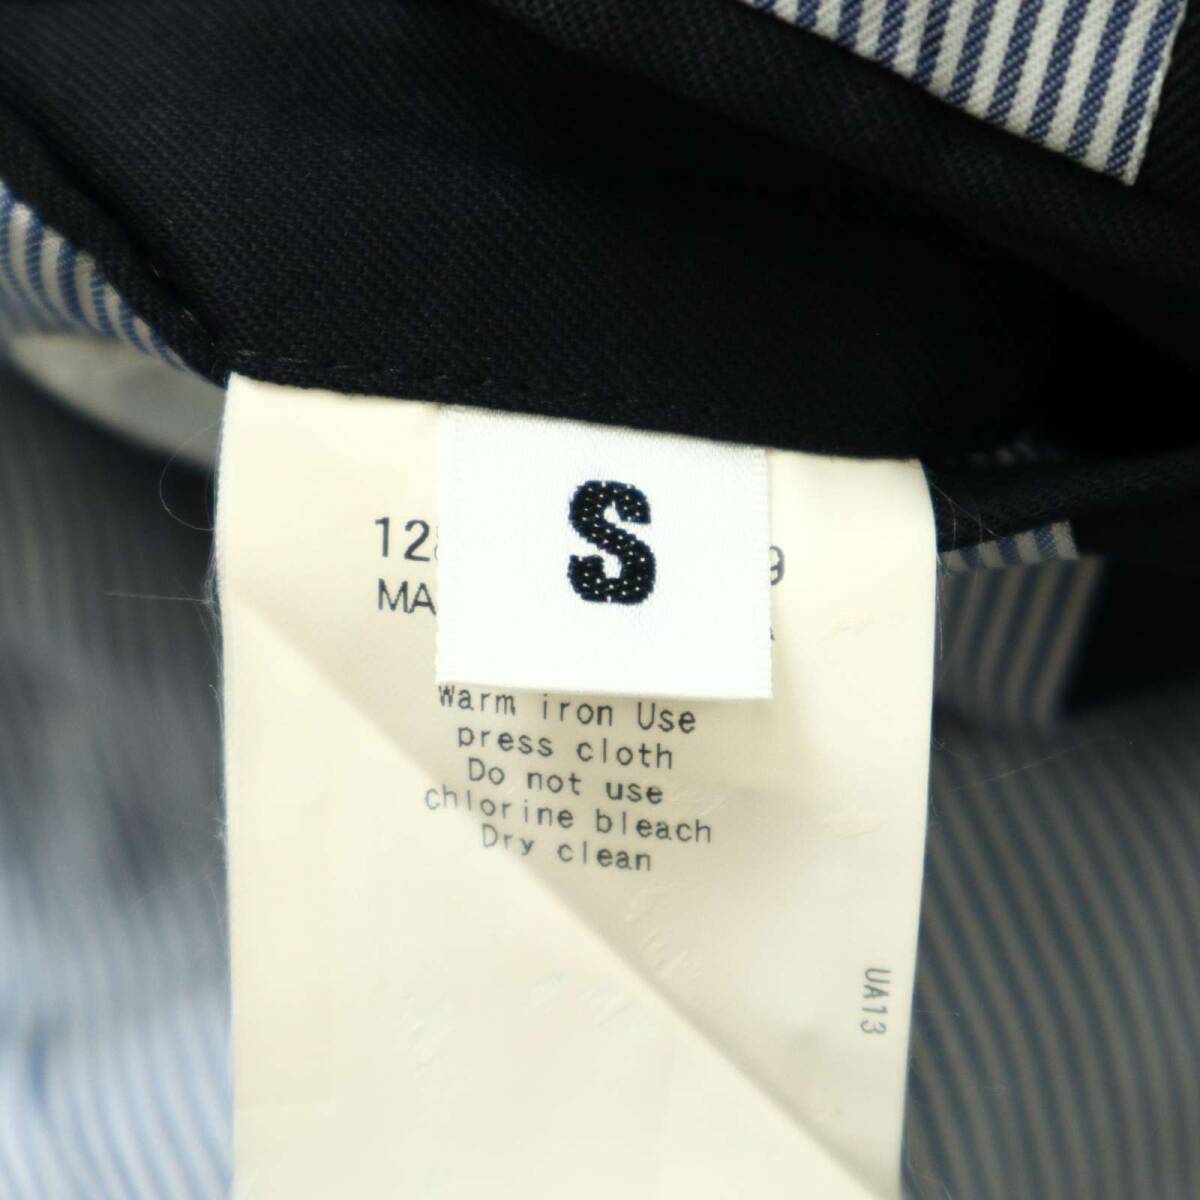 S
Warm iron Use
press cloth
Do not use
chlorine bleach
Dry clean
UA13